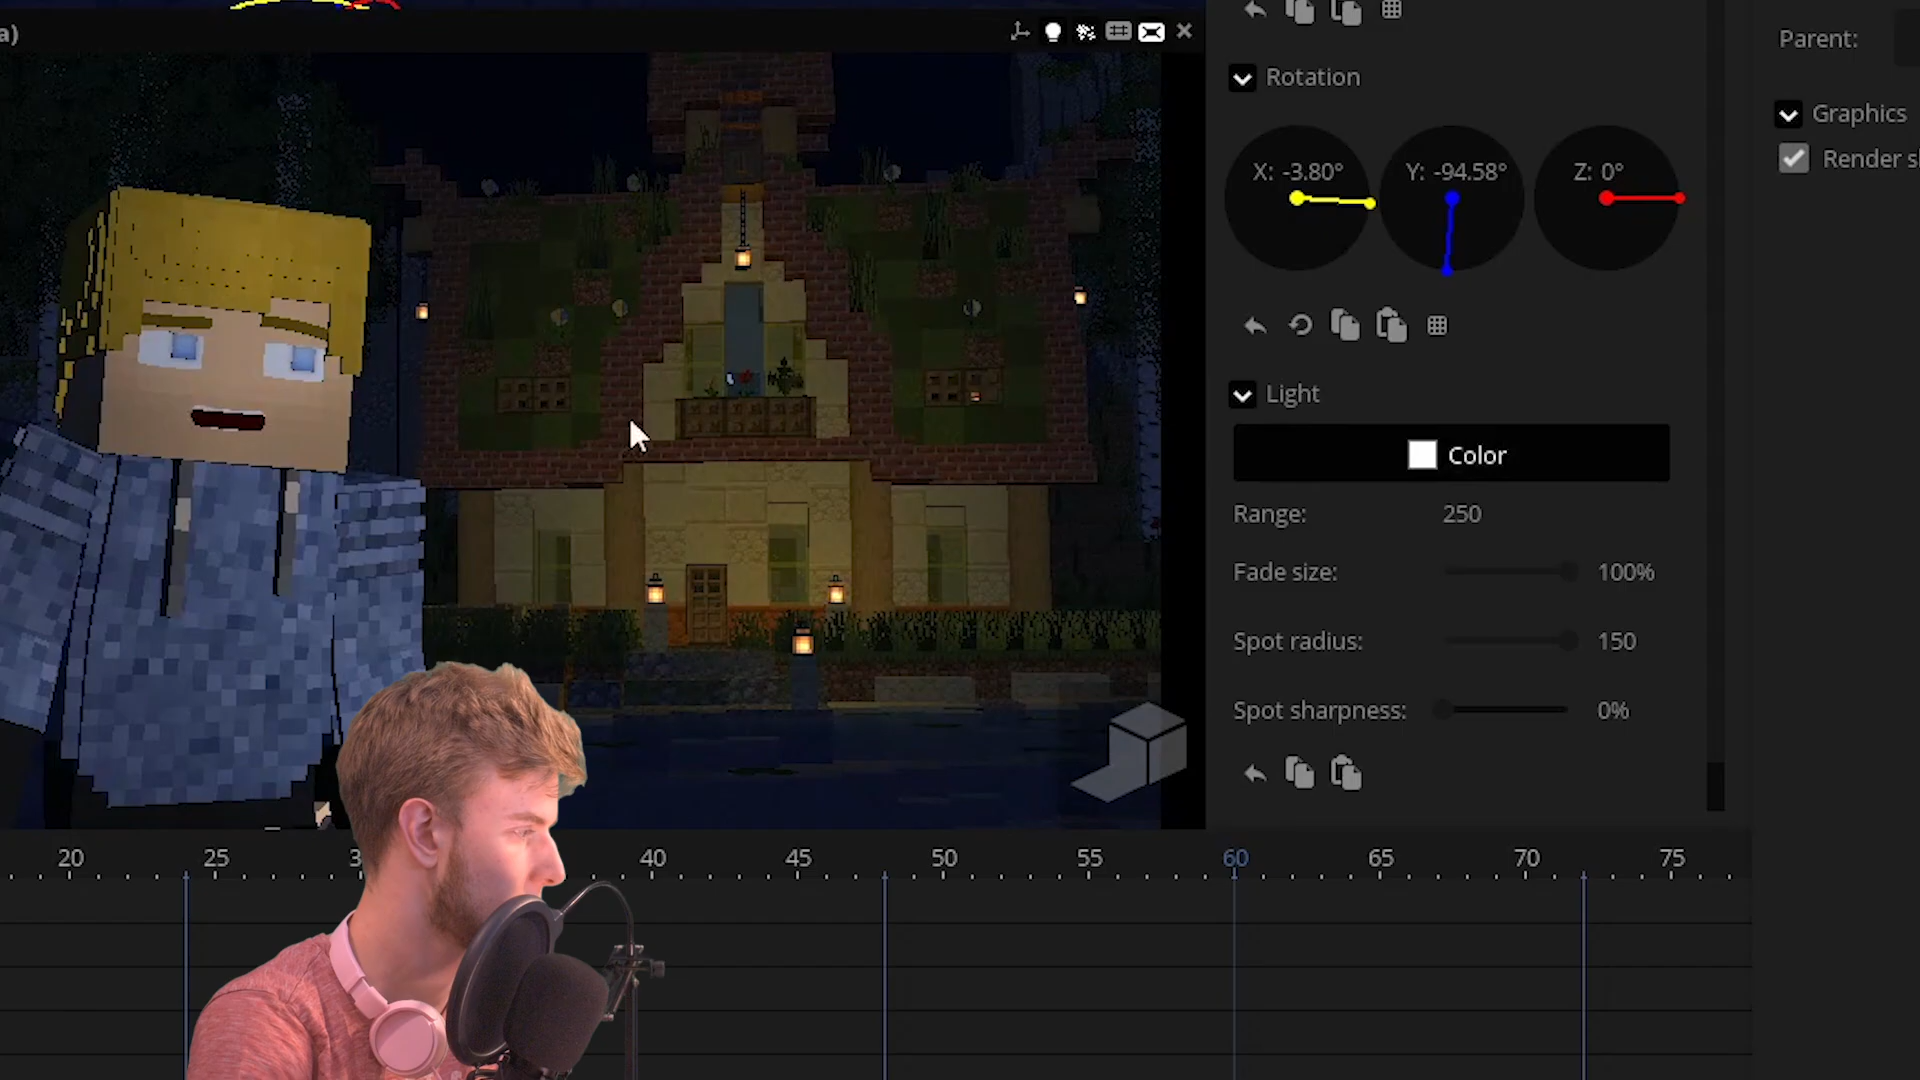 a)
Rotation
X: -3.80°
Y: -94.58°
Z: 0°
Light
Color
Range: 250
Fade size: 100%
Spot radius: 150
Spot sharpness: 0%
Parent:
Graphics
Render s
20 25 3 40 45 50 55 60 65 70 75